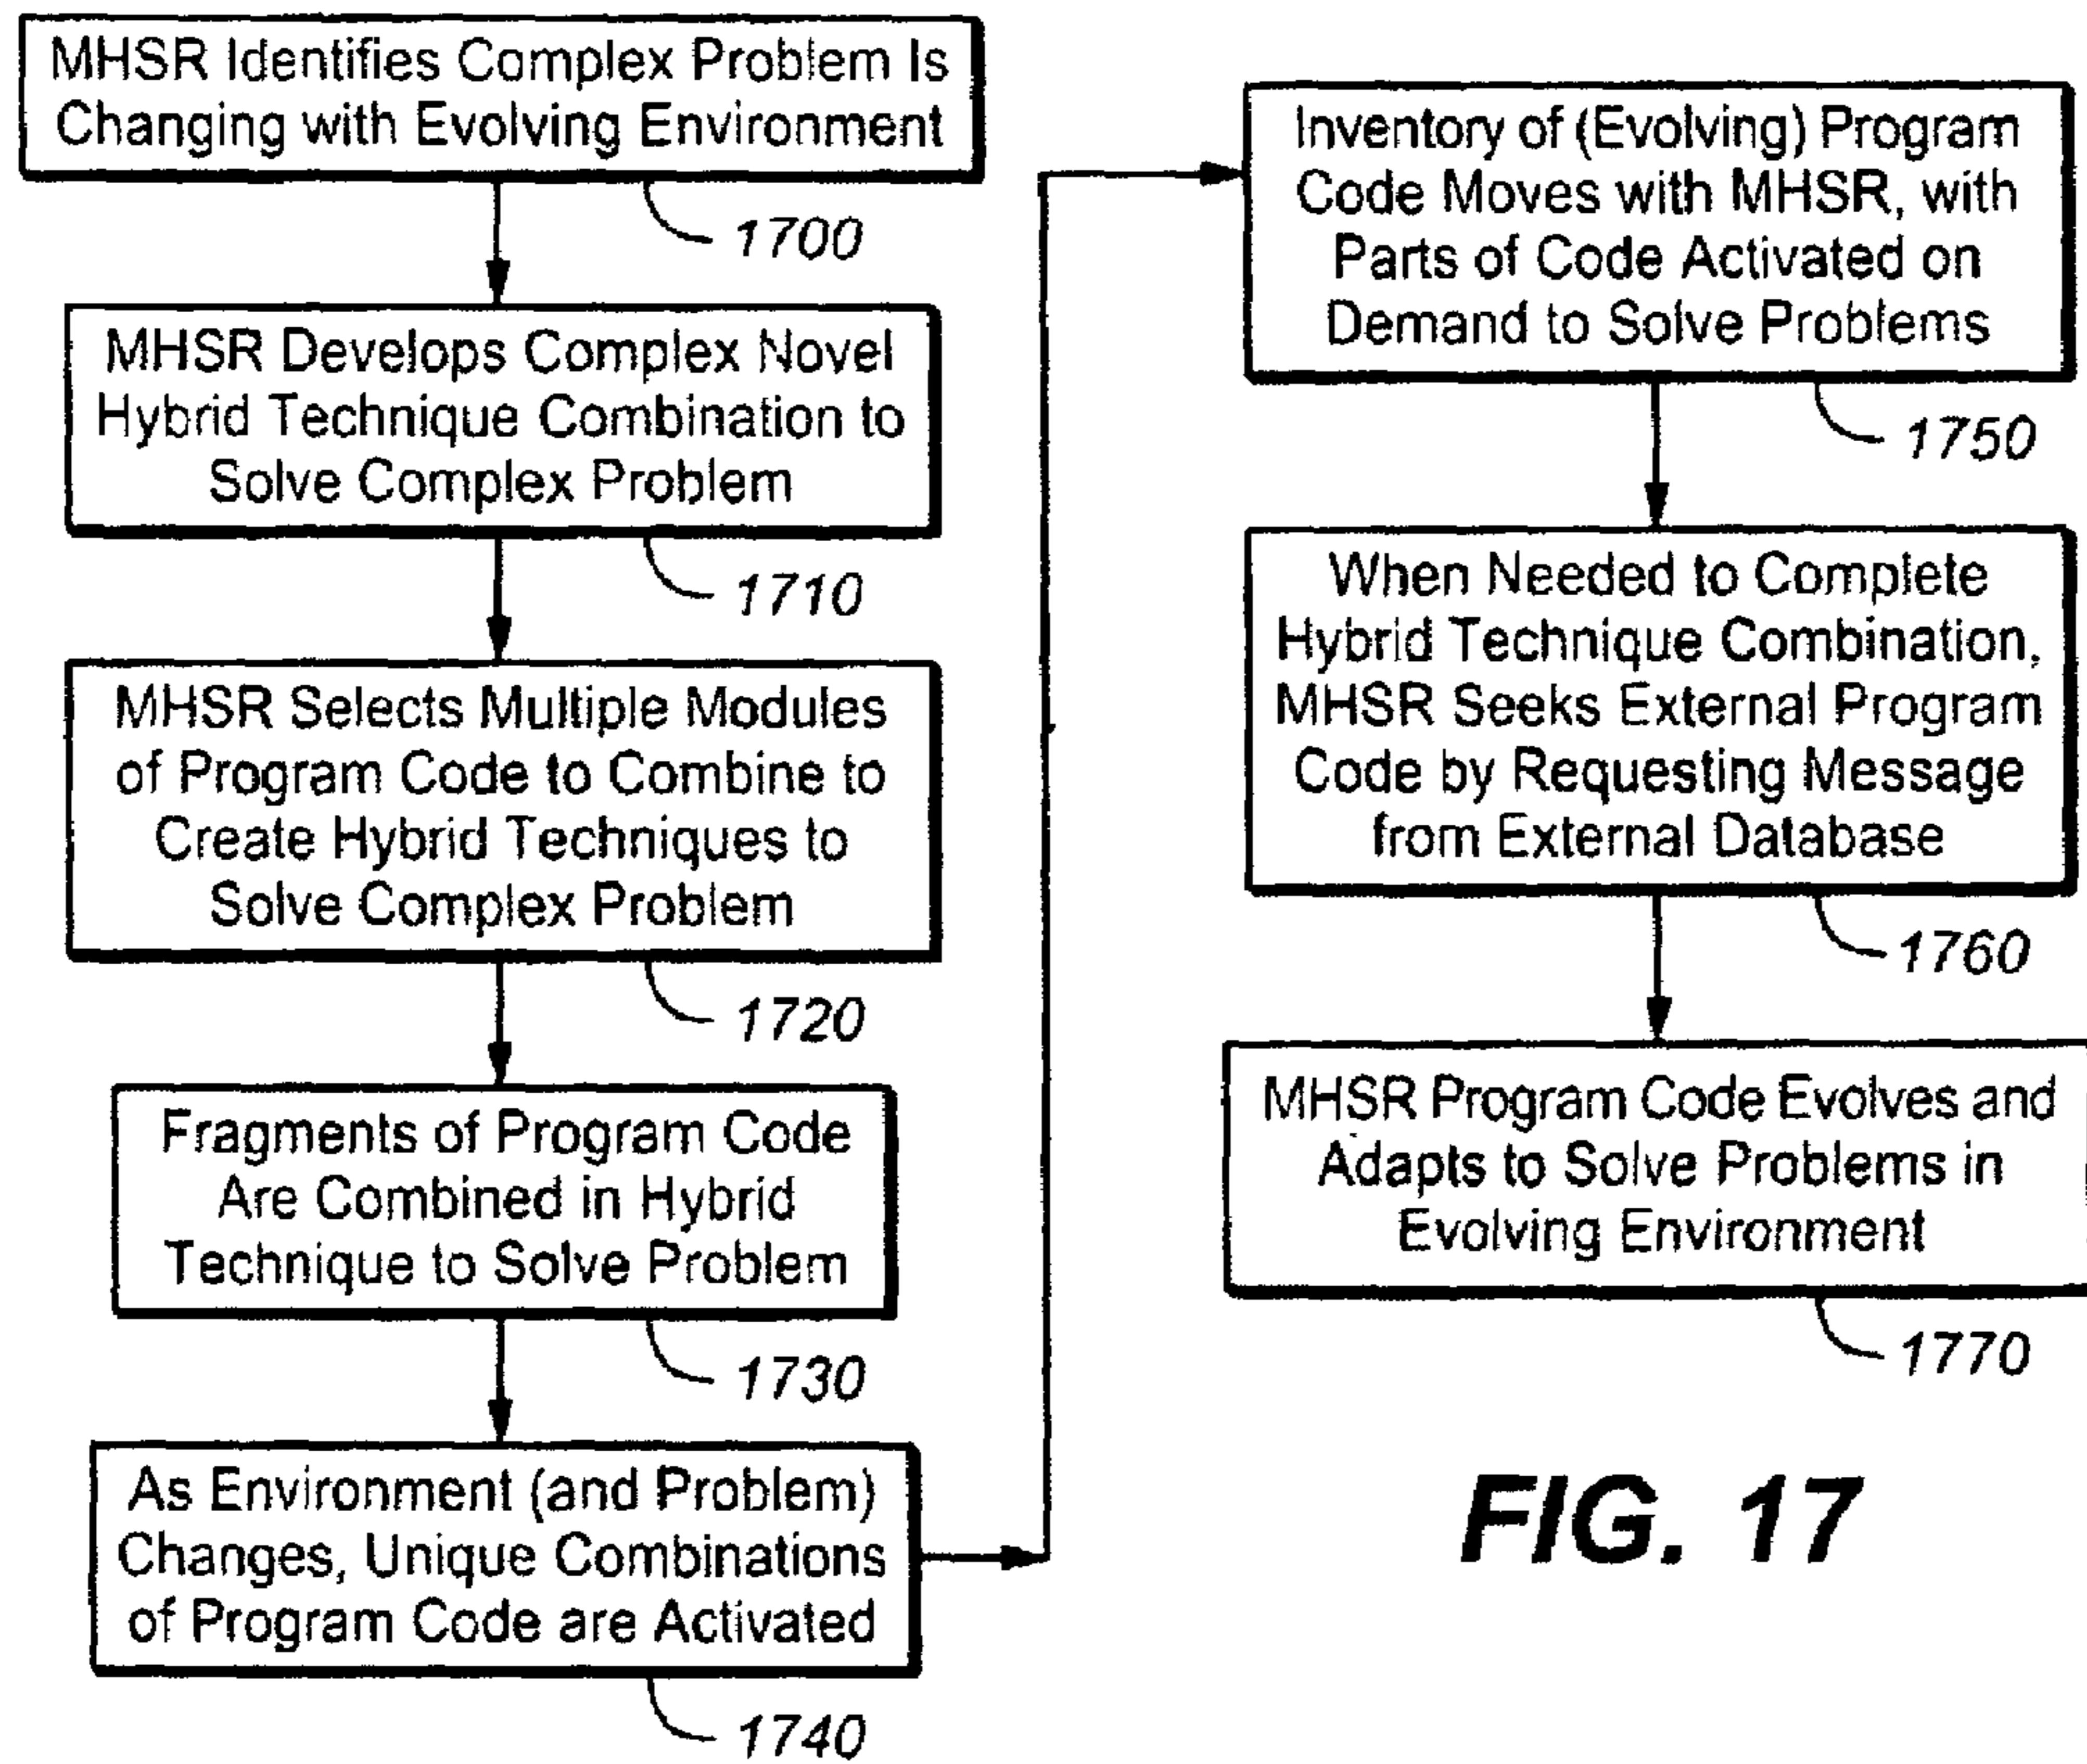 MHSR Identifies Complex Problem Is
Changing with Evolving Environment
1700
MHSR Develops Complex Novel
Hybrid Technique Combination to
Solve Complex Problem
1710
MHSR Selects Multiple Modules
of Program Code to Combine to
Create Hybrid Techniques to
Solve Complex Problem
1720
Fragments of Program Code
Are Combined in Hybrid
Technique to Solve Problem
1730
As Environment (and Problem)
Changes, Unique Combinations
of Program Code are Activated
1740
Inventory of (Evolving) Program
Code Moves with MHSR, with
Parts of Code Activated on
Demand to Solve Problems
1750
When Needed to Complete
Hybrid Technique Combination,
MHSR Seeks External Program
Code by Requesting Message
from External Database
1760
MHSR Program Code Evolves and
Adapts to Solve Problems in
Evolving Environment
1770
FIG. 17